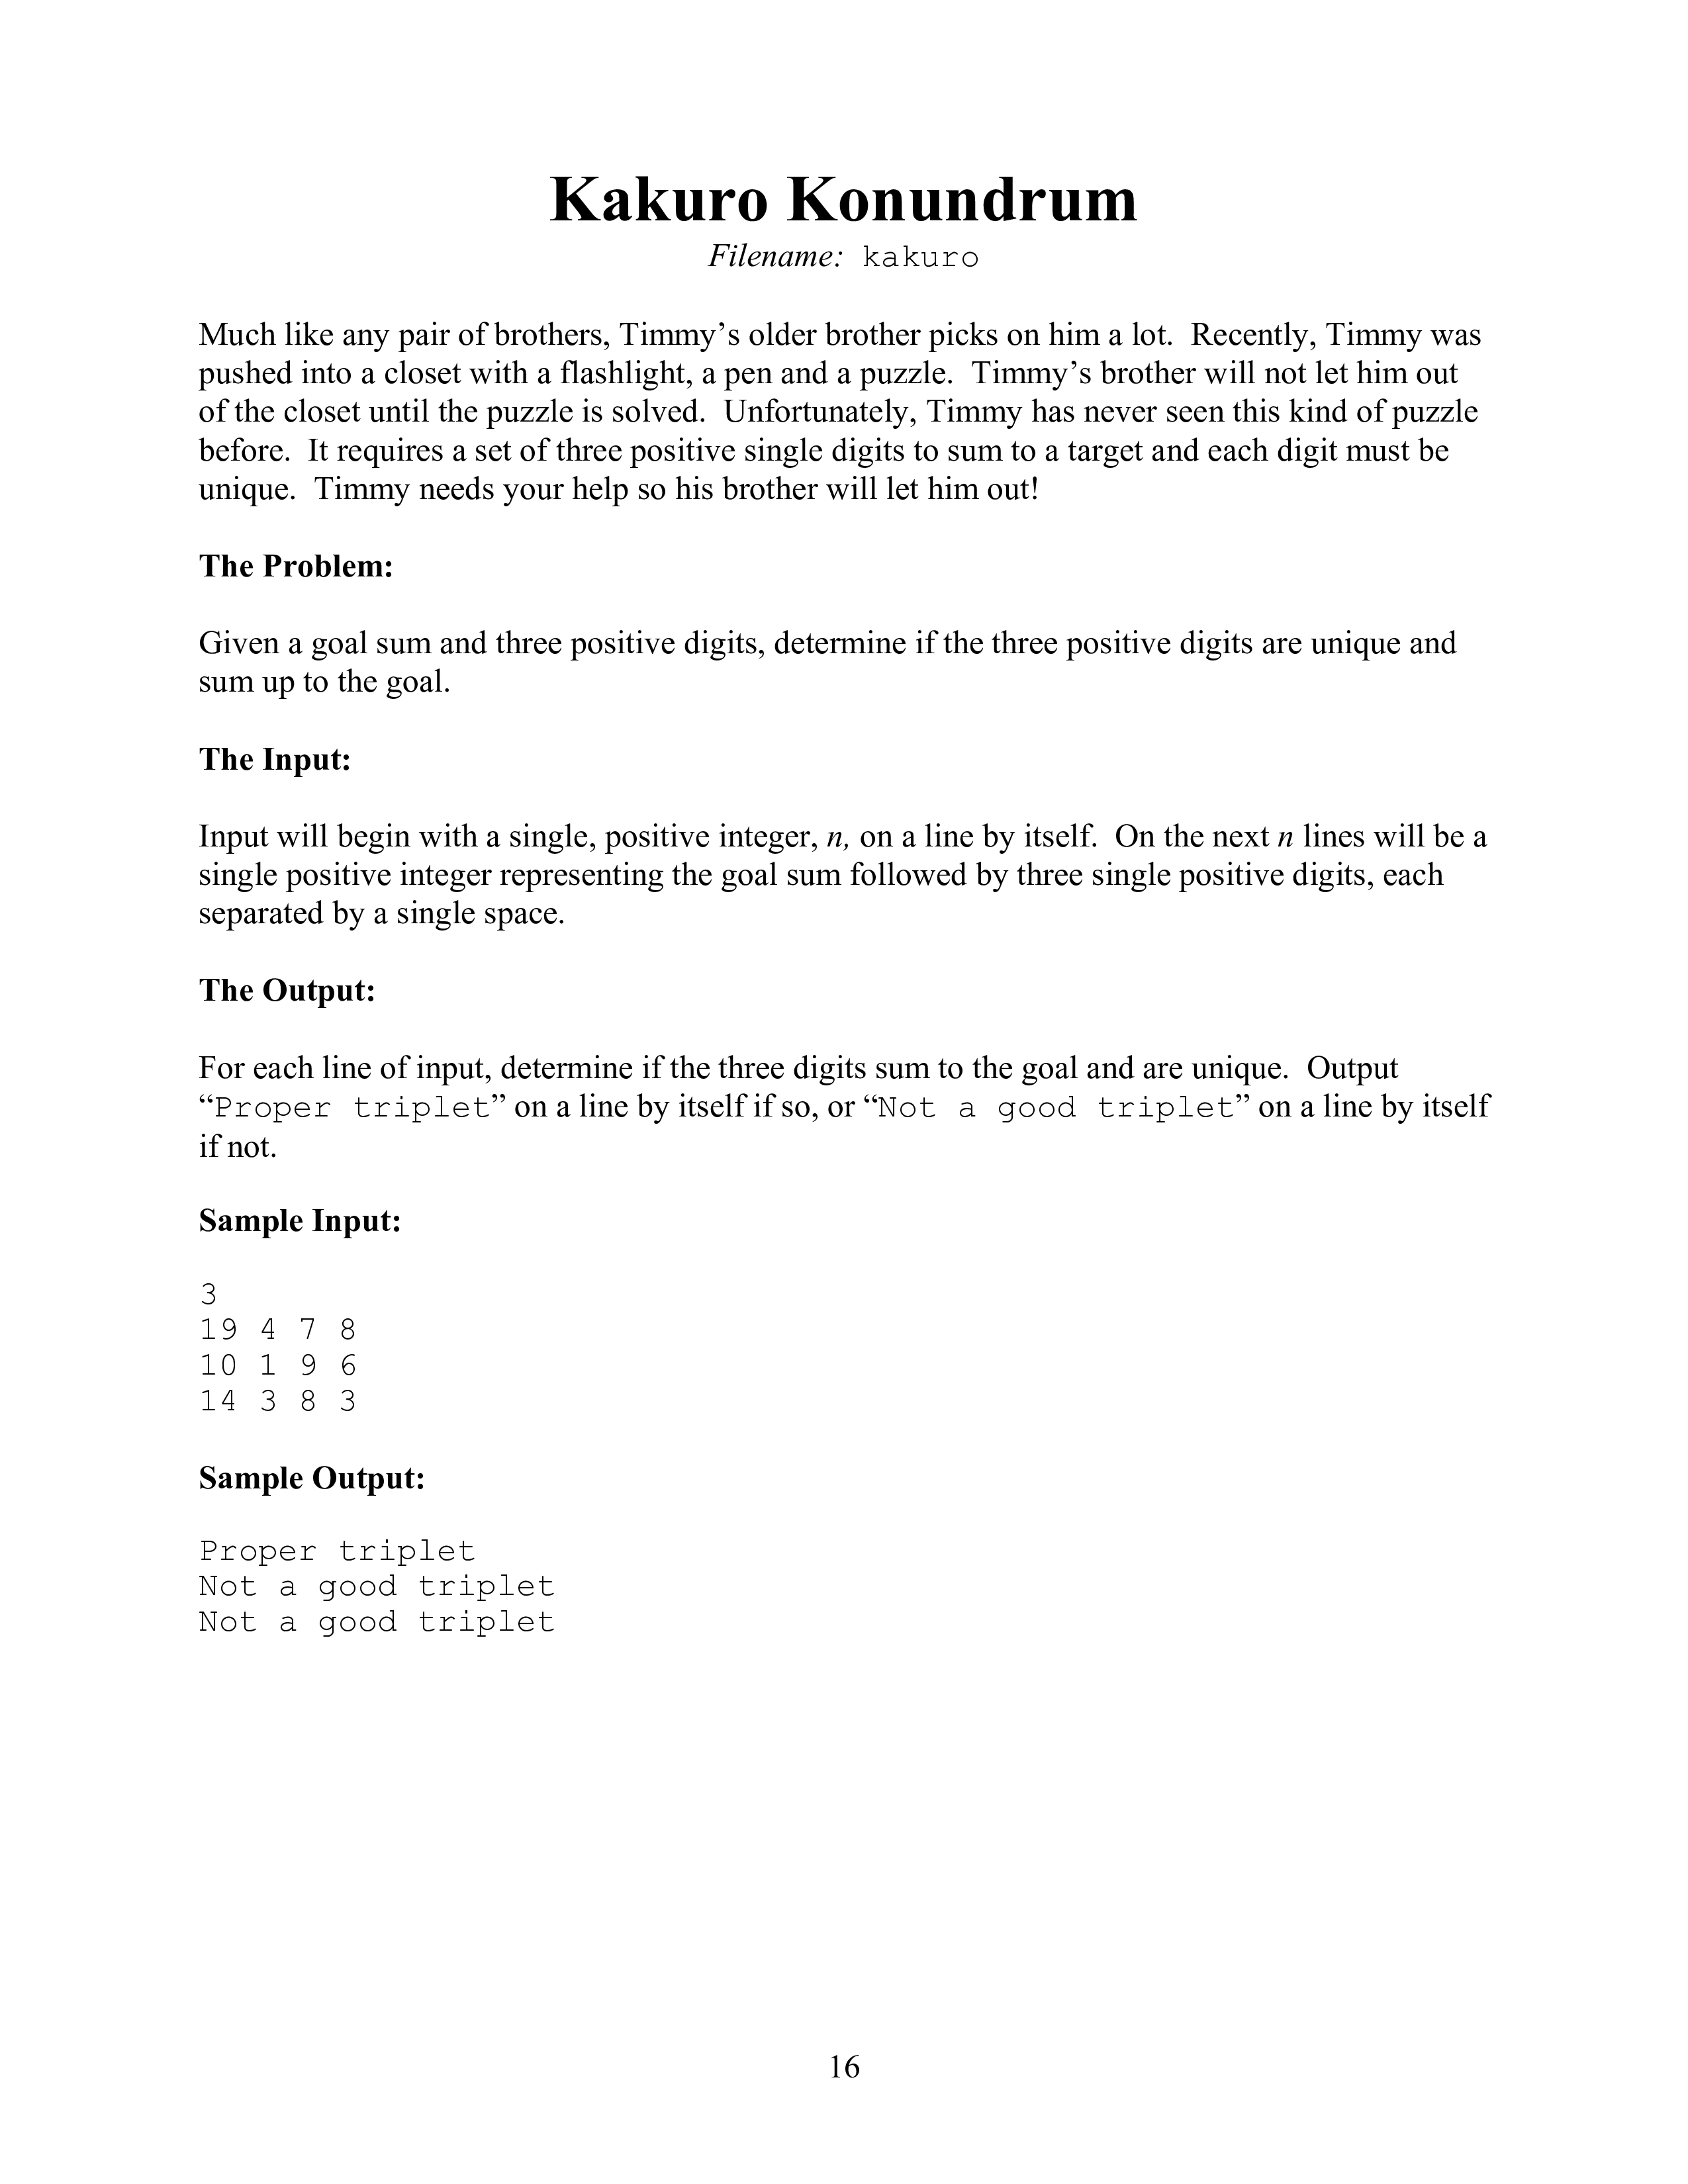 Kakuro Konundrum
Filename: kakuro
Much like any pair of brothers, Timmy’s older brother picks on him a lot.  Recently, Timmy was
pushed into a closet with a flashlight, a pen and a puzzle.  Timmy’s brother will not let him out
of the closet until the puzzle is solved.  Unfortunately, Timmy has never seen this kind of puzzle
before.  It requires a set of three positive single digits to sum to a target and each digit must be
unique.  Timmy needs your help so his brother will let him out!
The Problem:
Given a goal sum and three positive digits, determine if the three positive digits are unique and
sum up to the goal.
The Input:
Input will begin with a single, positive integer, n, on a line by itself.  On the next n lines will be a
single positive integer representing the goal sum followed by three single positive digits, each
separated by a single space.
The Output:
For each line of input, determine if the three digits sum to the goal and are unique.  Output
“Proper triplet” on a line by itself if so, or “Not a good triplet” on a line by itself
if not.
Sample Input:
3
19 4 7 8
10 1 9 6
14 3 8 3
Sample Output:
Proper triplet
Not a good triplet
Not a good triplet
16